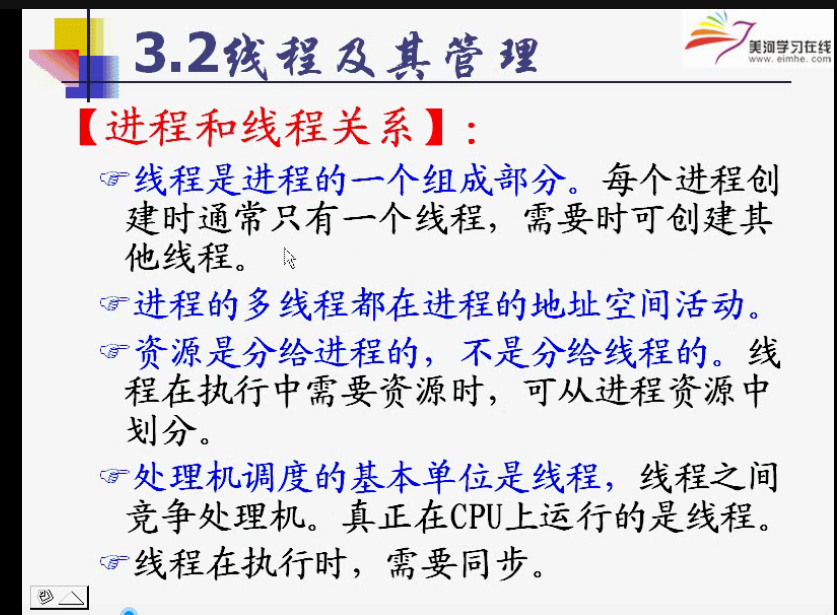 3.2线程及其管理
美河学习在线
www.eimhe.com
【进程和线程关系】:
☞线程是进程的一个组成部分。每个进程创
建时通常只有一个线程，需要时可创建其
他线程。
☞进程的多线程都在进程的地址空间活动。
☞资源是分给进程的，不是分给线程的。线
程在执行中需要资源时，可从进程资源中
划分。
☞处理机调度的基本单位是线程，线程之间
竞争处理机。真正在CPU上运行的是线程。
☞线程在执行时，需要同步。